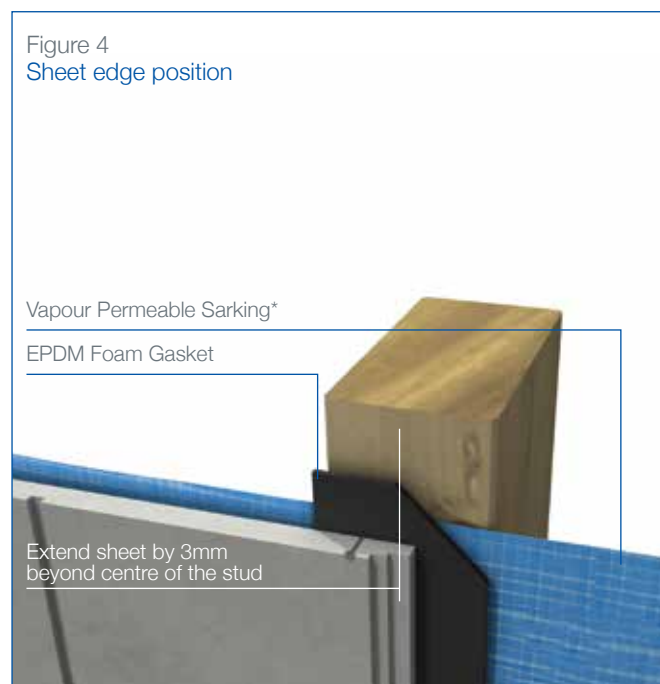 Figure 4
Sheet edge position
Vapour Permeable Sarking*
EPDM Foam Gasket
Extend sheet by 3mm
beyond centre of the stud